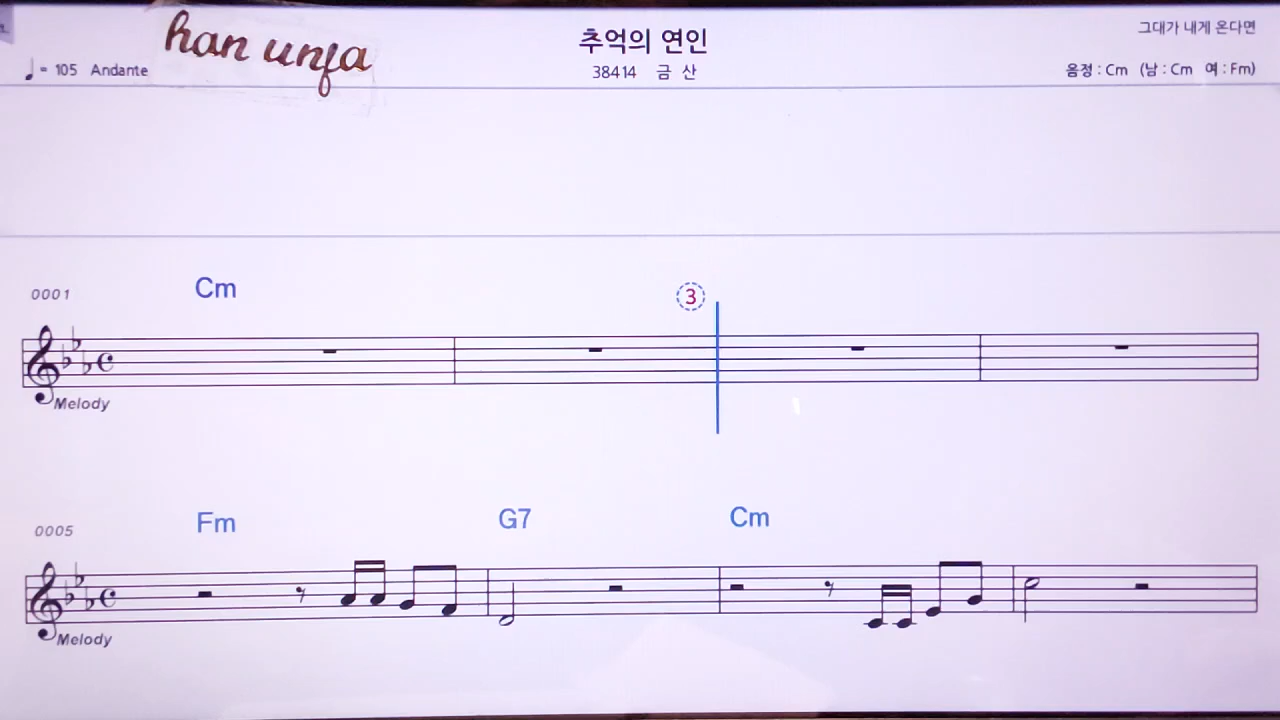 han unja
추억의 연인
그대가 내게 온다면
♩= 105 Andante
38414 금 산
음정 : Cm (남 : Cm 여 : Fm)
0001
Cm
3
Melody
0005
Fm
G7
Cm
Melody